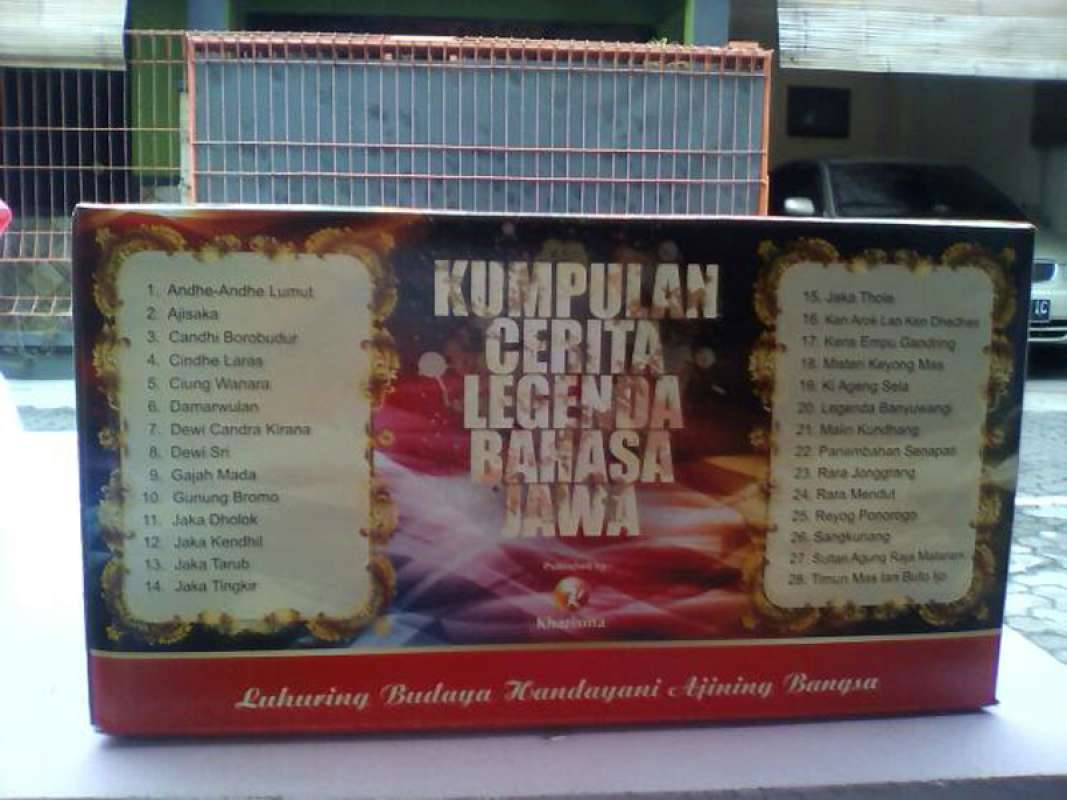 1. Andhe-Andhe Lumut
2. Ajisaka
3. Candhi Borobudur
4. Cindhe Laras
5. Ciung Wanara
6. Damarwulan
7. Dewi Candra Kirana
8. Dewi Sri
9. Gajah Mada
10. Gunung Bromo
11. Jaka Dholok
12. Jaka Kendhil
13. Jaka Tarub
14. Jaka Tingkir
KUMPULAN
CERITA
LEGENDA
BAHASA
JAWA
Published by:
Kharisma
15. Jaka Thole
16. Ken Arok Lan Ken Dhedhes
17. Keris Empu Gandring
18. Misteri Keyong Mas
19. Ki Ageng Sela
20. Legenda Banyuwangi
21. Malin Kundhang
22. Panembahan Senapati
23. Rara Jonggrang
24. Rara Mendut
25. Reyog Ponorogo
26. Sangkuriang
27. Sultan Agung Raja Mataram
28. Timun Mas lan Buto Ijo
Luhuring Budaya Handayani Ajining Bangsa